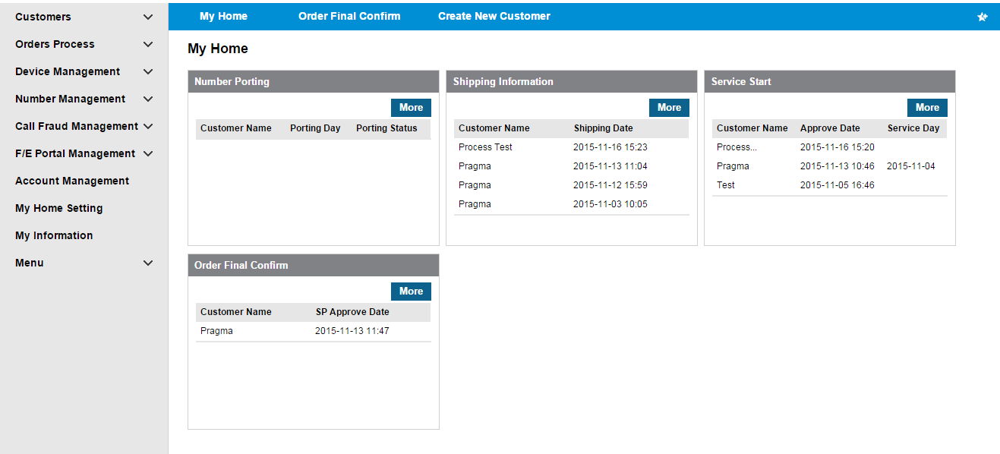 Customers
Orders Process
Device Management
Number Management
Call Fraud Management
F/E Portal Management
Account Management
My Home Setting
My Information
Menu
My Home Order Final Confirm Create New Customer
My Home
Number Porting
More
Customer Name Porting Day Porting Status
Shipping Information
More
Customer Name Shipping Date
Process Test 2015-11-16 15:23
Pragma 2015-11-13 11:04
Pragma 2015-11-12 15:59
Pragma 2015-11-03 10:05
Service Start
More
Customer Name Approve Date Service Day
Process... 2015-11-16 15:20
Pragma 2015-11-13 10:46 2015-11-04
Test 2015-11-05 16:46
Order Final Confirm
More
Customer Name SP Approve Date
Pragma 2015-11-13 11:47